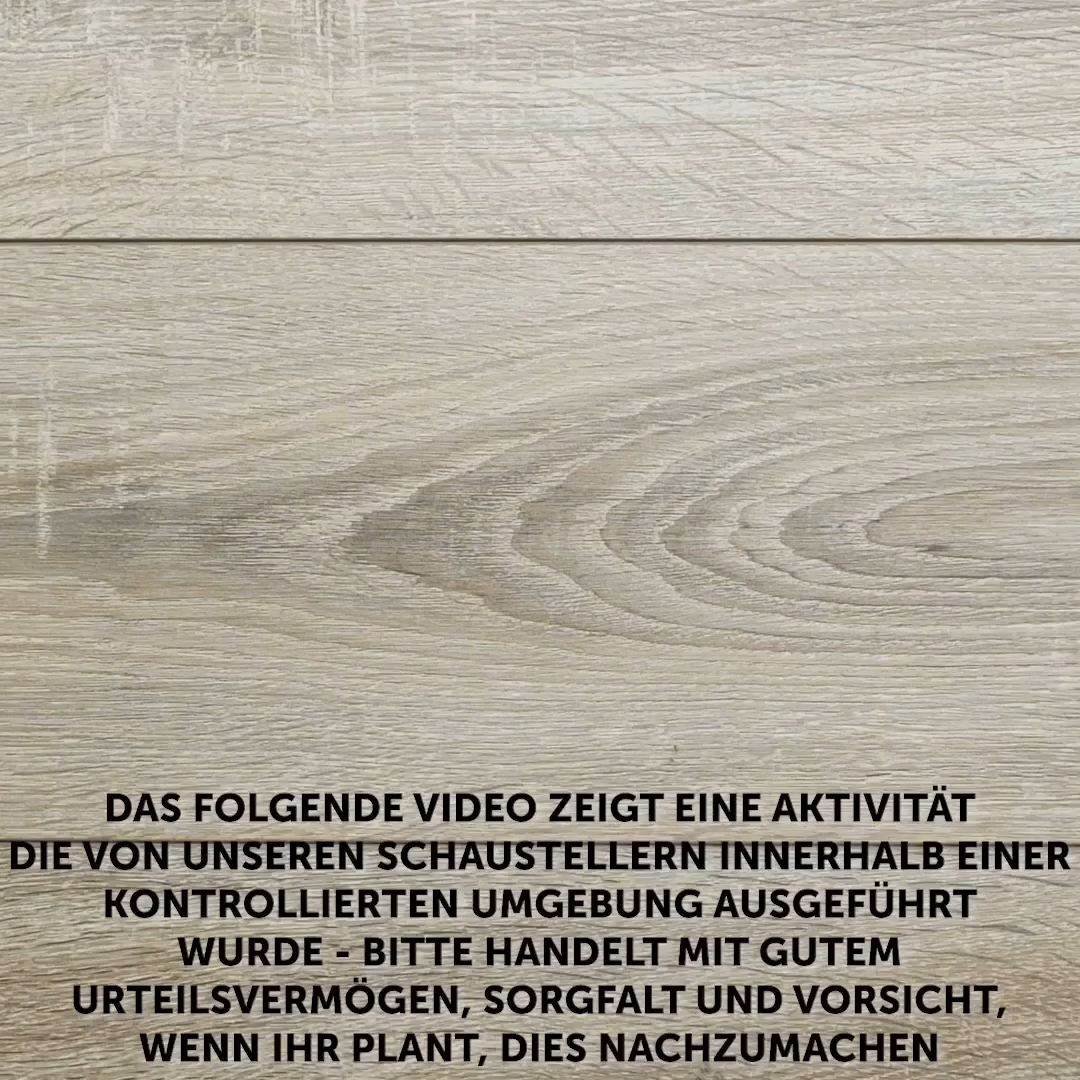 DAS FOLGENDE VIDEO ZEIGT EINE AKTIVITÄT
DIE VON UNSEREN SCHAUSTELLERN INNERHALB EINER
KONTROLLIERTEN UMGEBUNG AUSGEFÜHRT
WURDE - BITTE HANDELT MIT GUTEM
URTEILSVERMÖGEN, SORGFALT UND VORSICHT,
WENN IHR PLANT, DIES NACHZUMACHEN